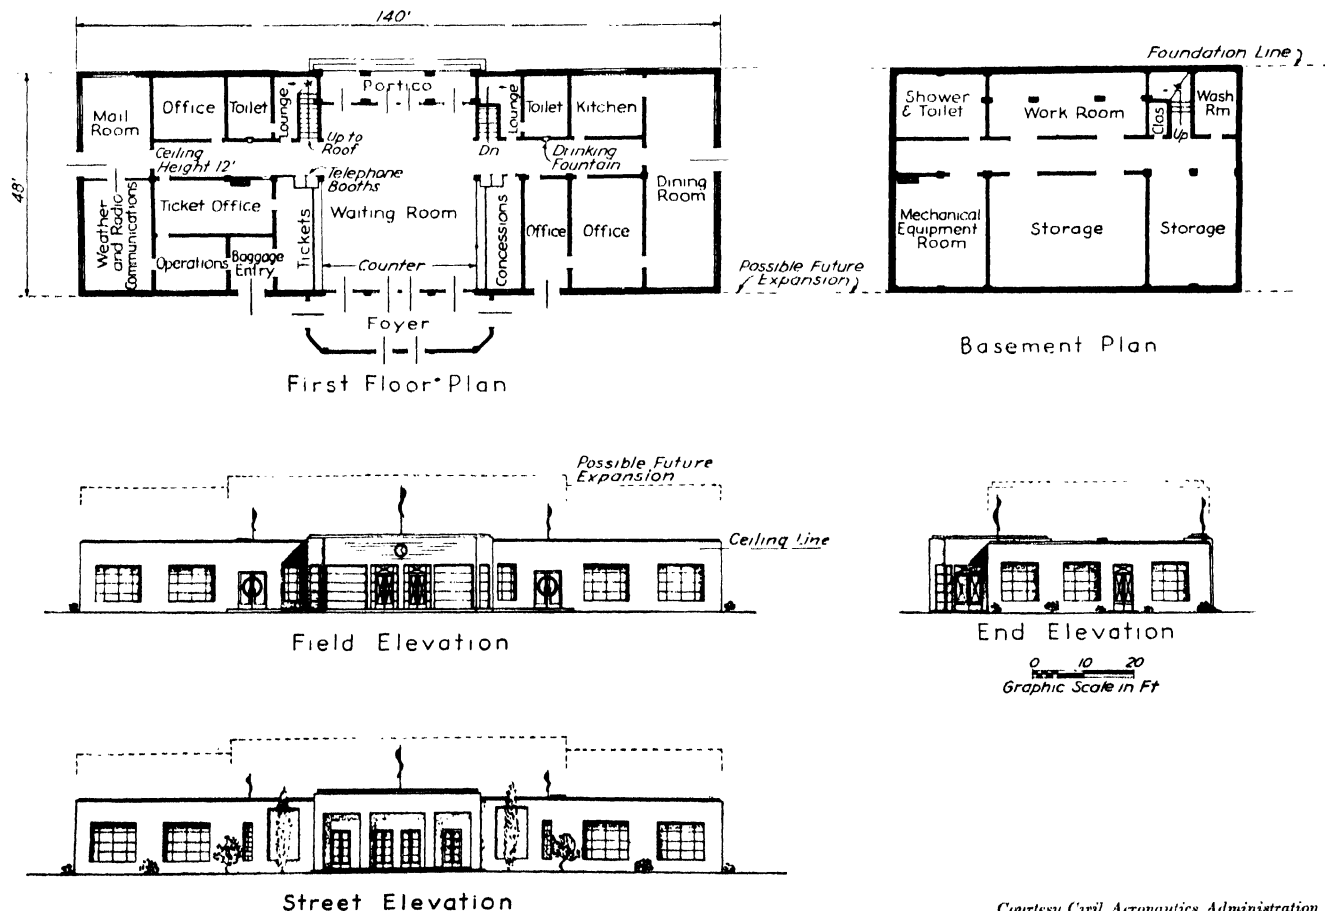 140'
48'
Portico
Mail
Room
Office
Toilet
Lounge
Lounge
Toilet
Kitchen
Up to
Roof
Dn
Drinking
Fountain
Ceiling
Height 12'
Telephone
Booths
Dining
Room
Weather
and Radio
Communications
Ticket Office
Waiting Room
Operations
Baggage
Entry
Tickets
Counter
Concessions
Office
Office
Foyer
First Floor Plan
Foundation Line
Shower
& Toilet
Work Room
Clos
Up
Wash
Rm
Mechanical
Equipment
Room
Storage
Storage
Possible Future
Expansion
Basement Plan
Possible Future
Expansion
Ceiling Line
Field Elevation
End Elevation
0 10 20
Graphic Scale in Ft
Street Elevation
Courtesy Civil Aeronautics Administration